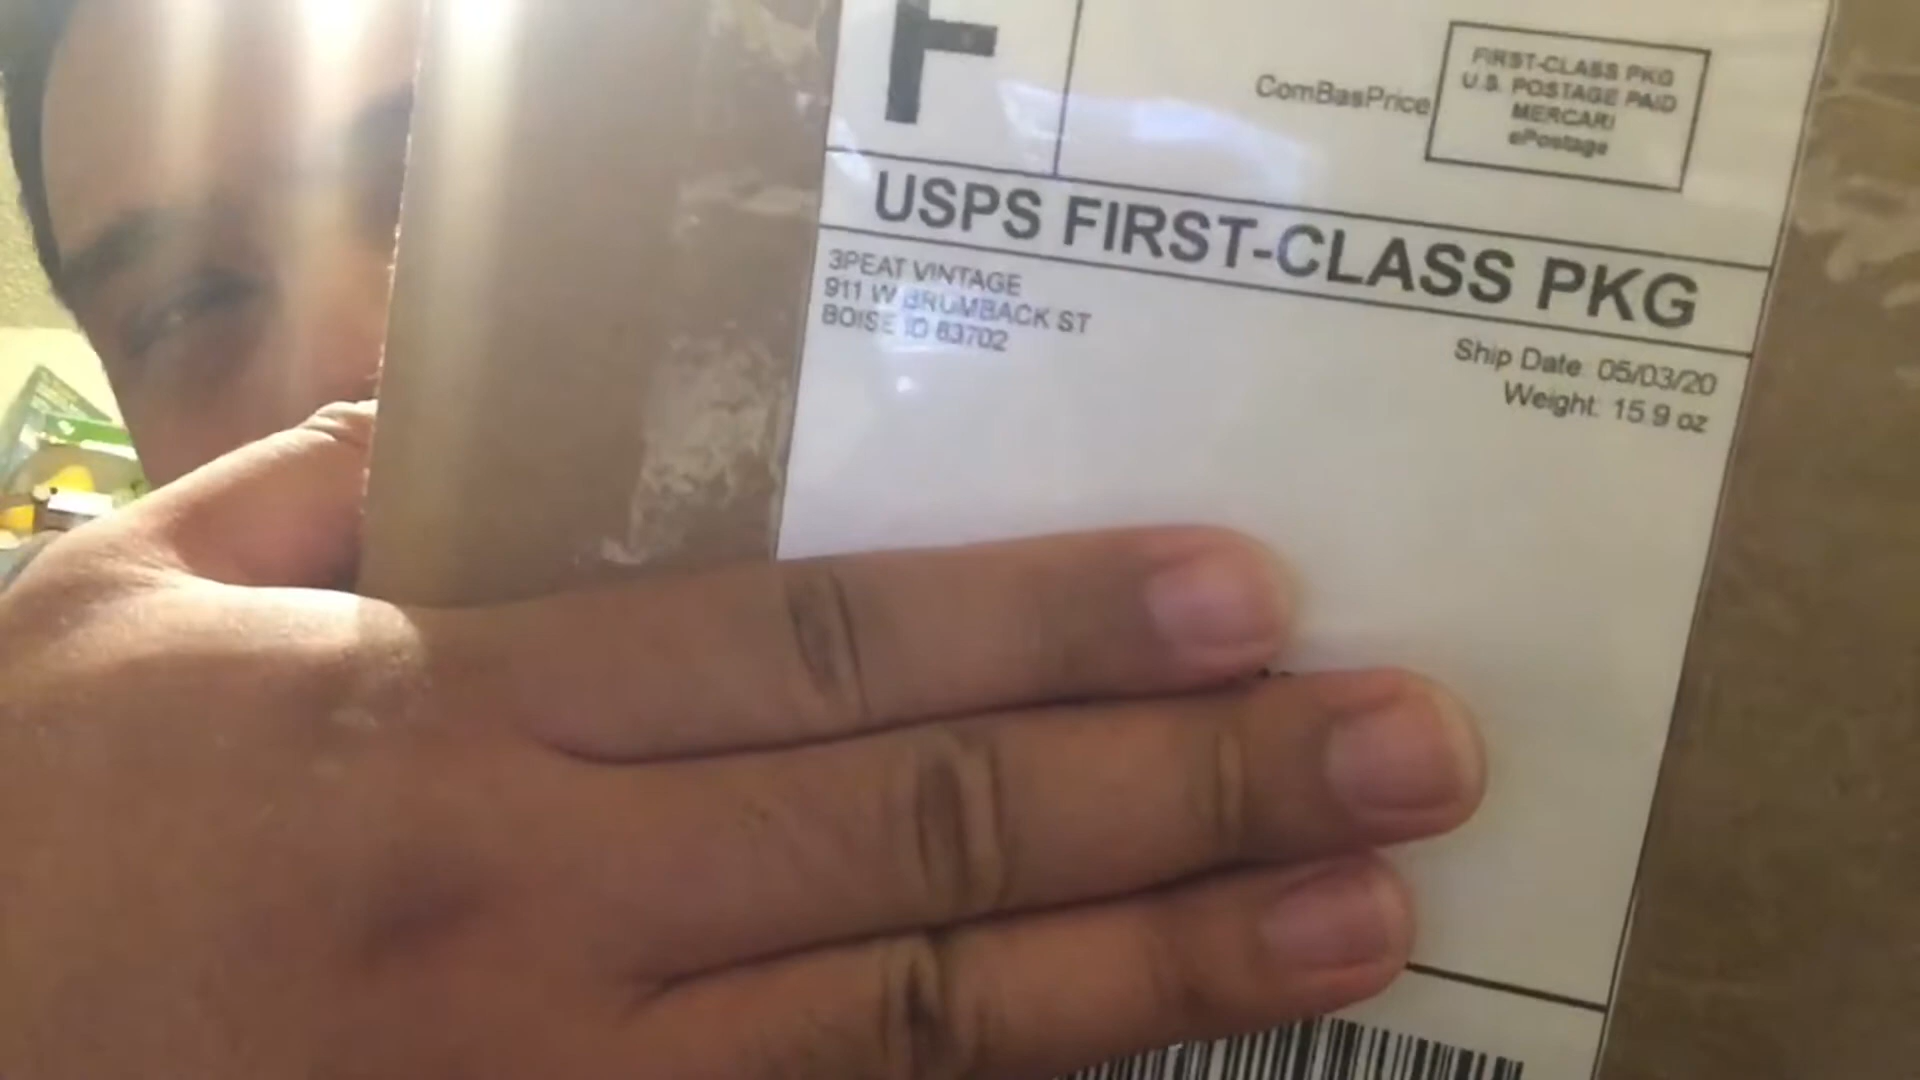 F
ComBasPrice
FIRST-CLASS PKG
U.S. POSTAGE PAID
MERCARI
ePostage
USPS FIRST-CLASS PKG
3PEAT VINTAGE
911 W BRUMBACK ST
BOISE ID 83702
Ship Date: 05/03/20
Weight: 15.9 oz